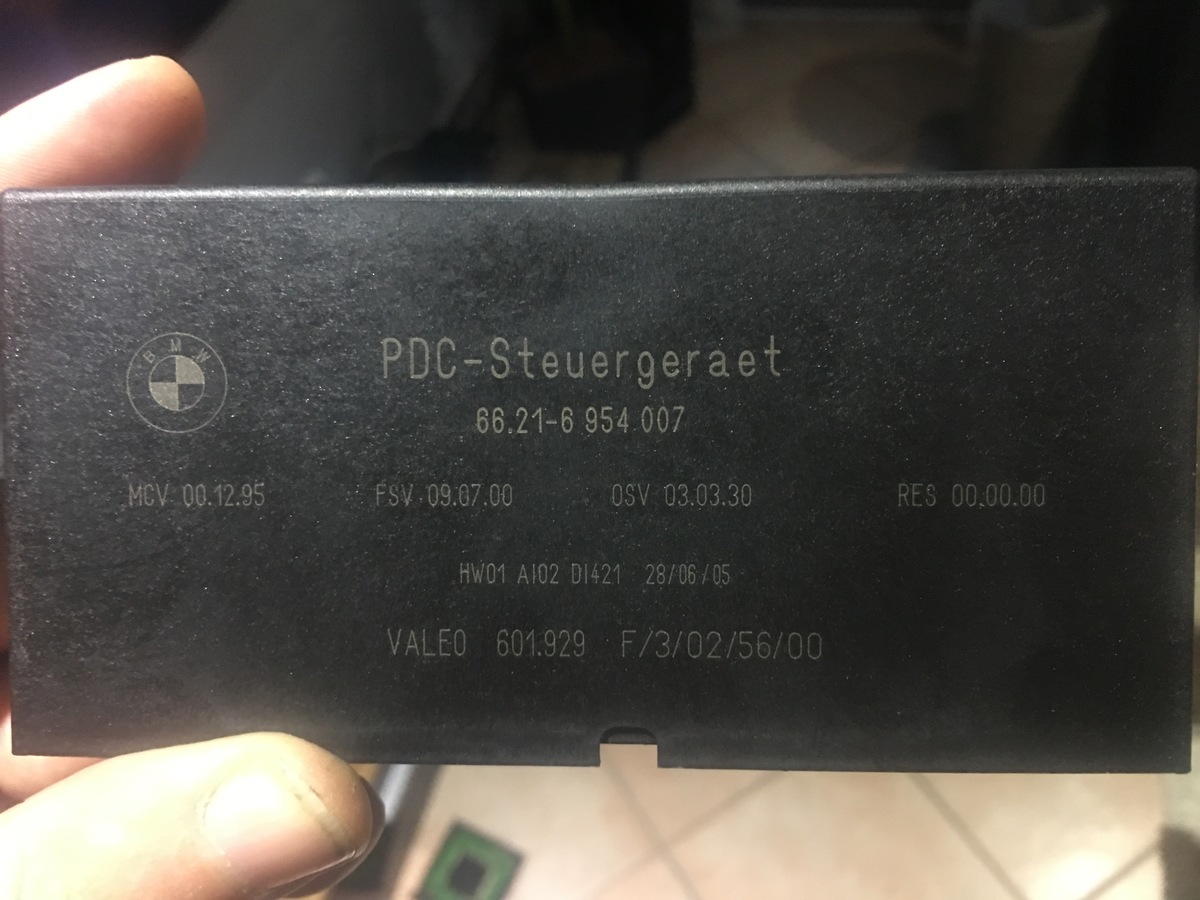 BMW
PDC-Steuergeraet
66.21-6 954 007
MCV 00.12.95 FSV 09.07.00 OSV 03.03.30 RES 00.00.00
HW01 AI02 DI421 28/06/05
VALEO 601.929 F/3/02/56/00